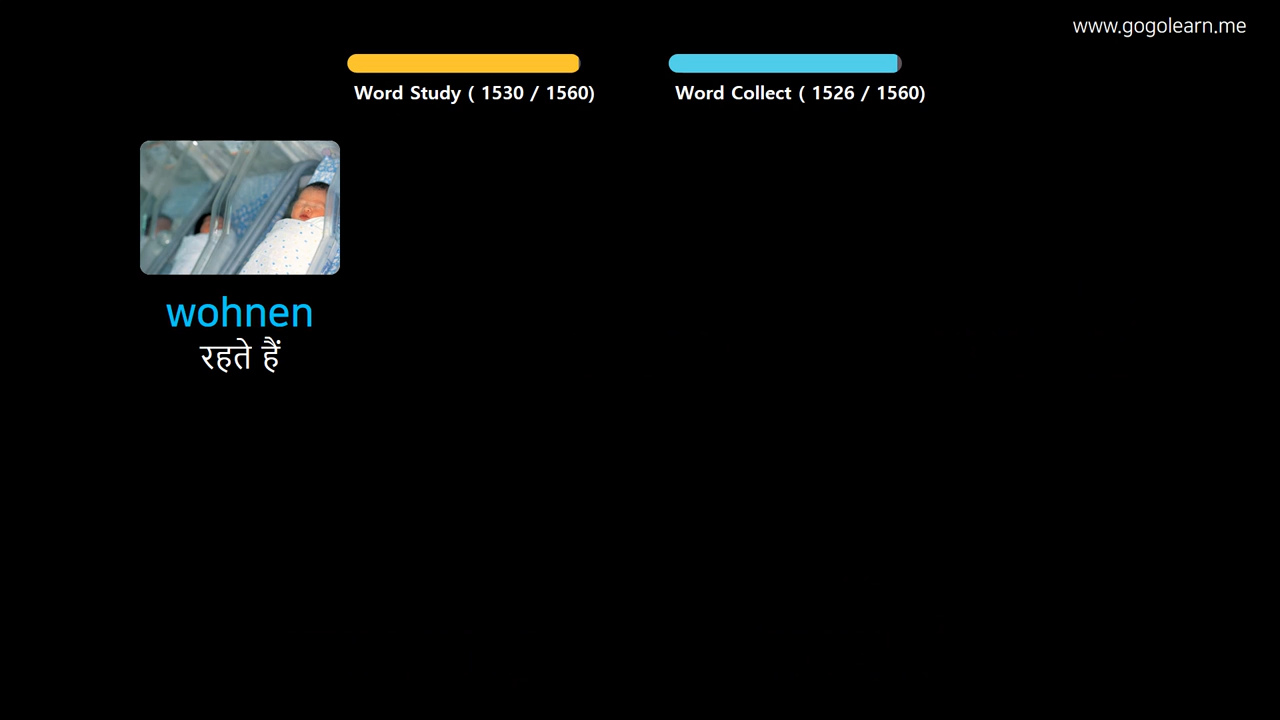 www.gogolearn.me
Word Study ( 1530 / 1560)
Word Collect ( 1526 / 1560)
wohnen
रहते हैं